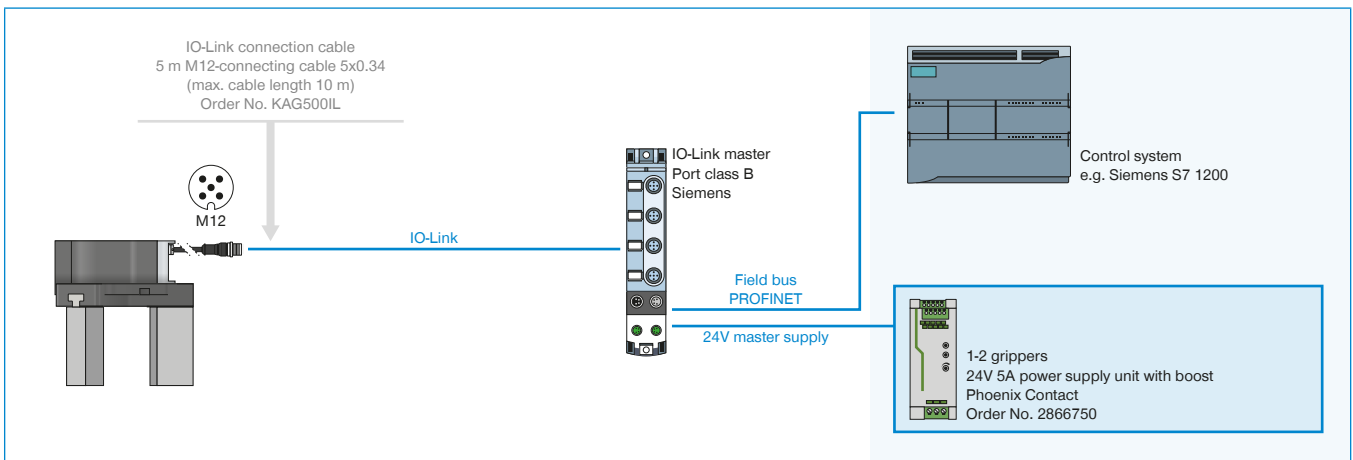 IO-Link connection cable
5 m M12-connecting cable 5x0.34
(max. cable length 10 m)
Order No. KAG500IL
M12
IO-Link
IO-Link master
Port class B
Siemens
Control system
e.g. Siemens S7 1200
Field bus
PROFINET
24V master supply
1-2 grippers
24V 5A power supply unit with boost
Phoenix Contact
Order No. 2866750